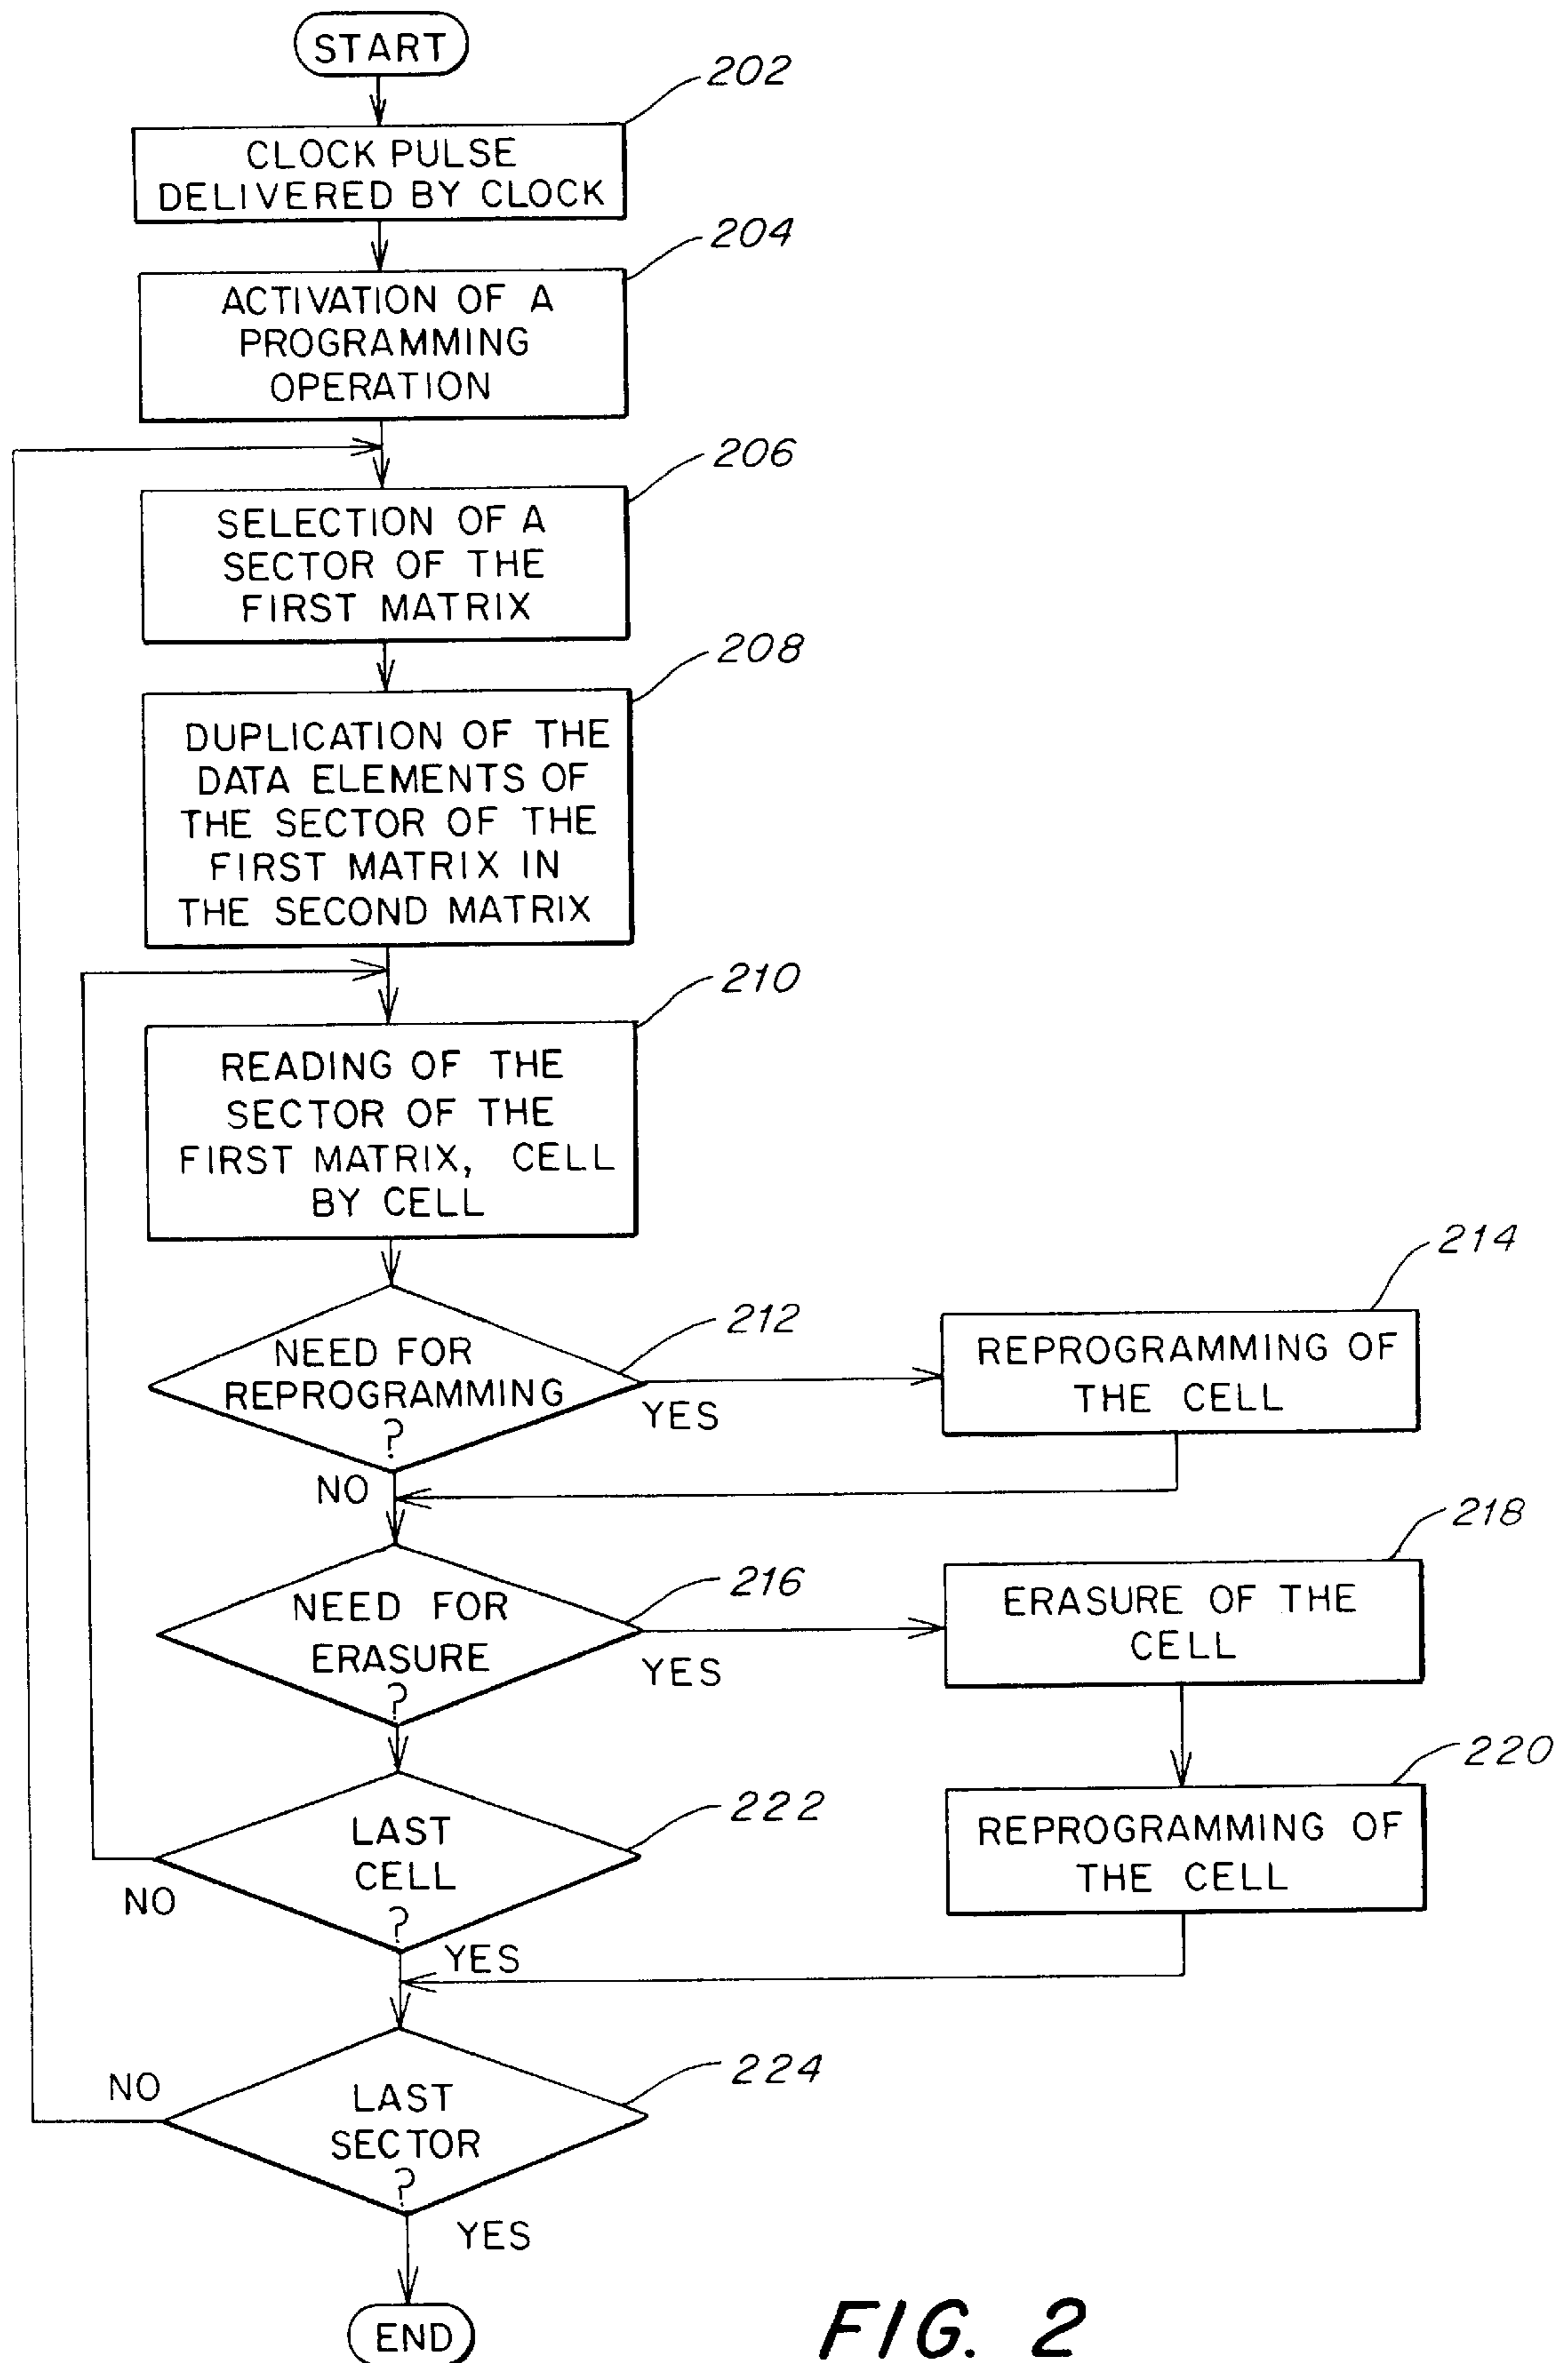 START
202
CLOCK PULSE
DELIVERED BY CLOCK
204
ACTIVATION OF A
PROGRAMMING
OPERATION
206
SELECTION OF A
SECTOR OF THE
FIRST MATRIX
208
DUPLICATION OF THE
DATA ELEMENTS OF
THE SECTOR OF THE
FIRST MATRIX IN
THE SECOND MATRIX
210
READING OF THE
SECTOR OF THE
FIRST MATRIX, CELL
BY CELL
212
NEED FOR
REPROGRAMMING
?
YES
NO
214
REPROGRAMMING OF
THE CELL
216
NEED FOR
ERASURE
?
YES
218
ERASURE OF THE
CELL
220
REPROGRAMMING OF
THE CELL
222
LAST
CELL
?
NO
YES
224
LAST
SECTOR
?
NO
YES
END
FIG. 2